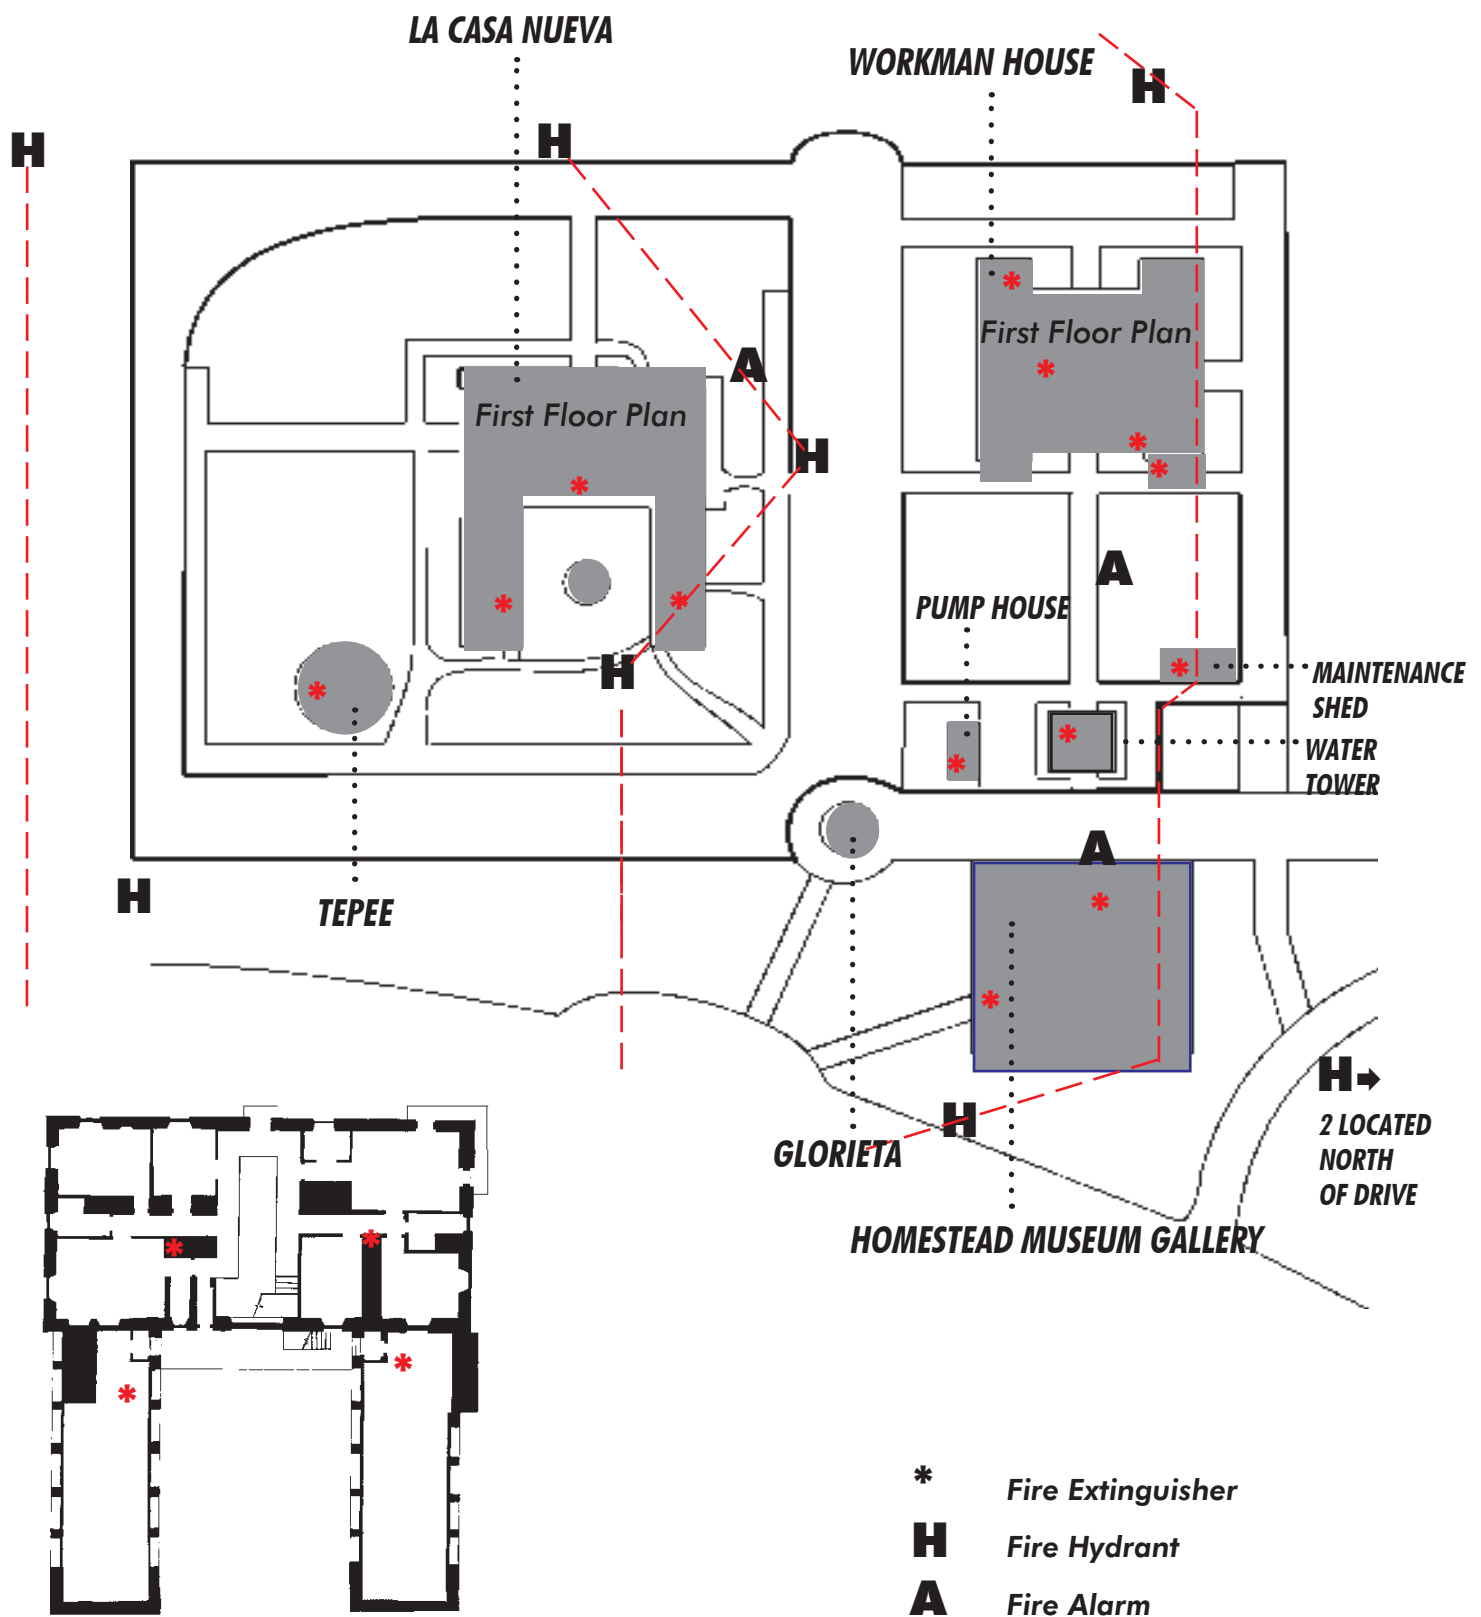 LA CASA NUEVA
WORKMAN HOUSE
H
H
H
First Floor Plan
A
First Floor Plan
H
A
PUMP HOUSE
H
MAINTENANCE
SHED
WATER
TOWER
A
H
TEPEE
H
2 LOCATED
NORTH
OF DRIVE
H
GLORIETA
HOMESTEAD MUSEUM GALLERY
* Fire Extinguisher
H Fire Hydrant
A Fire Alarm